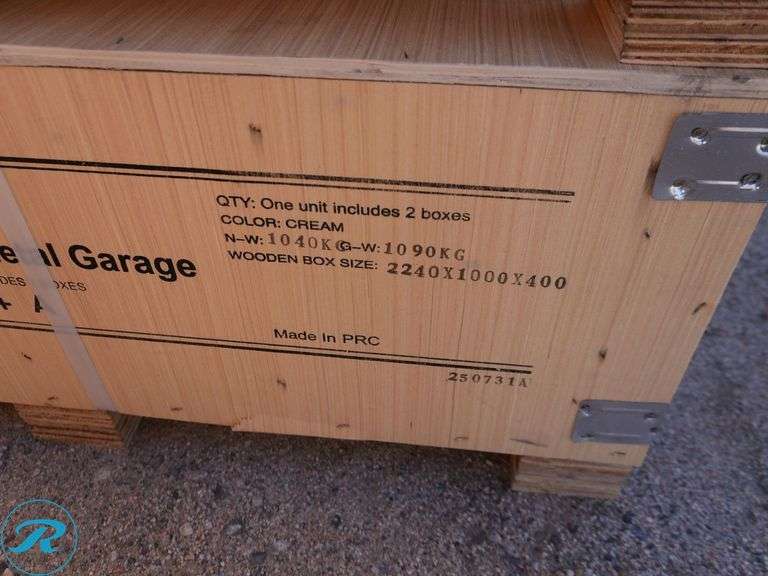 QTY: One unit includes 2 boxes
COLOR: CREAM
N-W: 1040KG G-W: 1090KG
WOODEN BOX SIZE: 2240X1000X400
Garage
Made In PRC
250731A
R